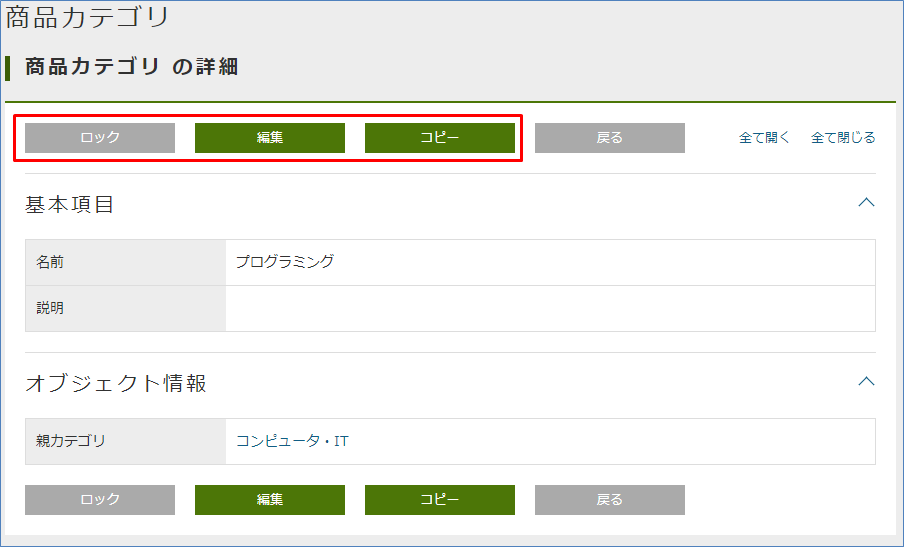 商品カテゴリ
商品カテゴリ の詳細
ロック 編集 コピー 戻る 全て開く 全て閉じる
基本項目
名前 プログラミング
説明
オブジェクト情報
親カテゴリ コンピュータ・IT
ロック 編集 コピー 戻る